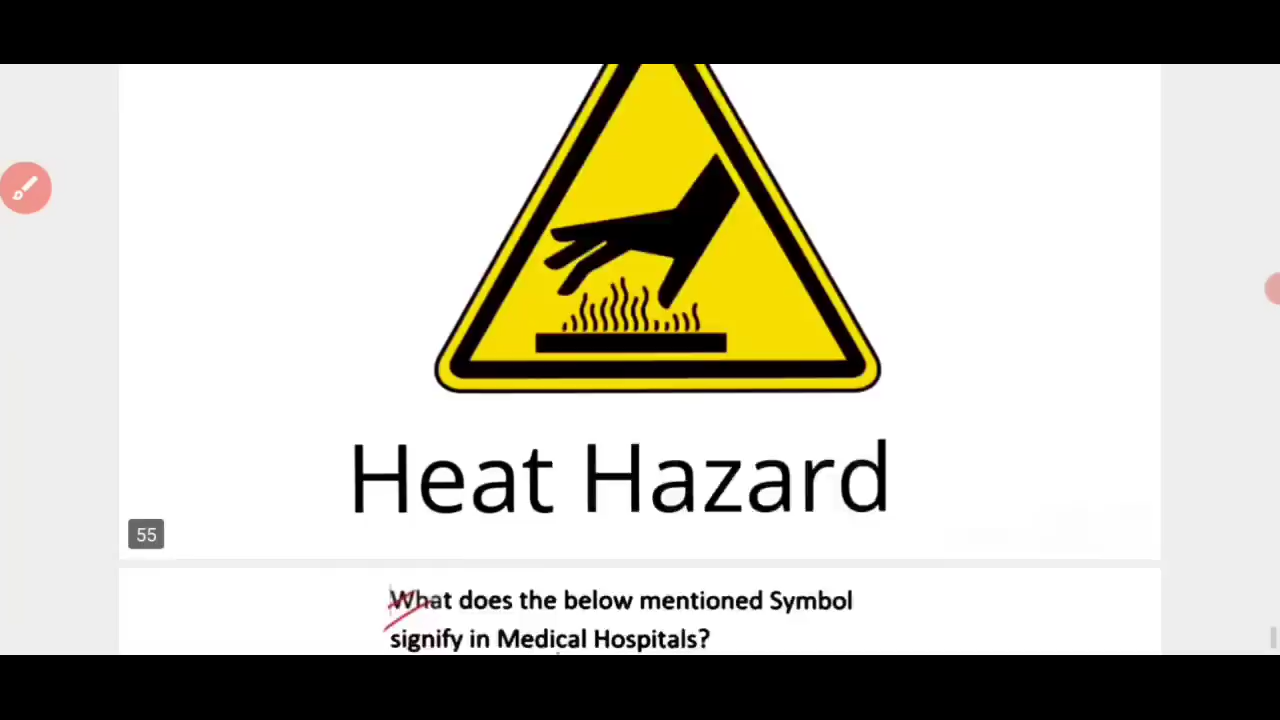 Heat Hazard
55
What does the below mentioned Symbol
signify in Medical Hospitals?